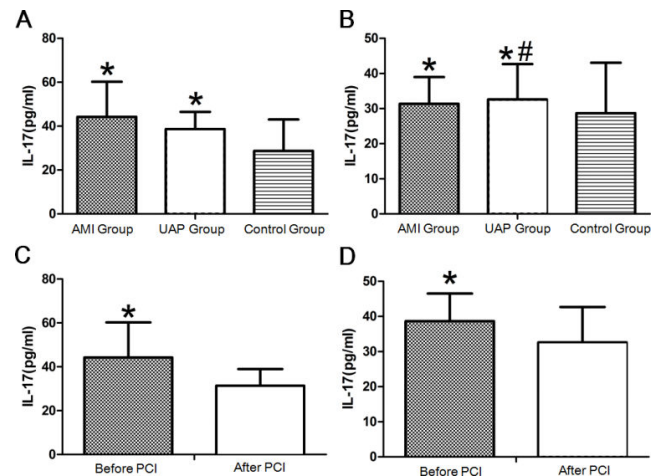 A
IL-17(pg/ml)
80
60
40
20
0
*
*
AMI Group UAP Group Control Group
B
IL-17(pg/ml)
50
40
30
20
10
0
*
*#
AMI Group UAP Group Control Group
C
IL-17(pg/ml)
80
60
40
20
0
*
Before PCI After PCI
D
IL-17(pg/ml)
50
40
30
20
10
0
*
Before PCI After PCI